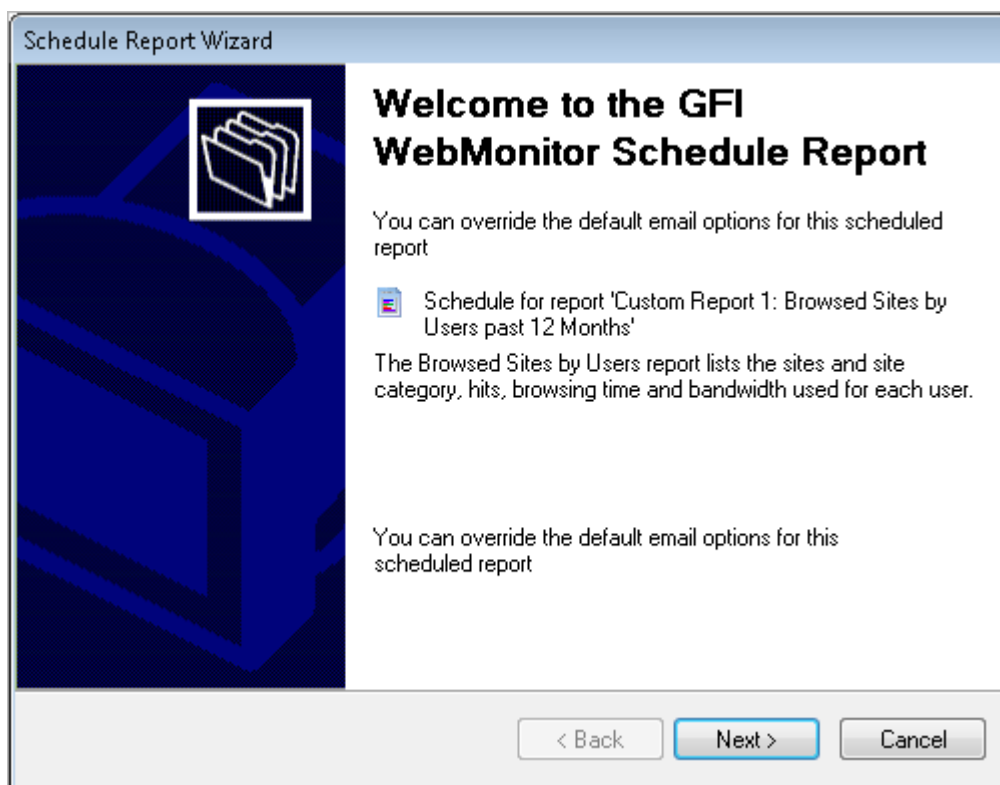 Schedule Report Wizard
Welcome to the GFI
WebMonitor Schedule Report
You can override the default email options for this scheduled
report
Schedule for report 'Custom Report 1: Browsed Sites by
Users past 12 Months'
The Browsed Sites by Users report lists the sites and site
category, hits, browsing time and bandwidth used for each user.
You can override the default email options for this
scheduled report
< Back
Next >
Cancel